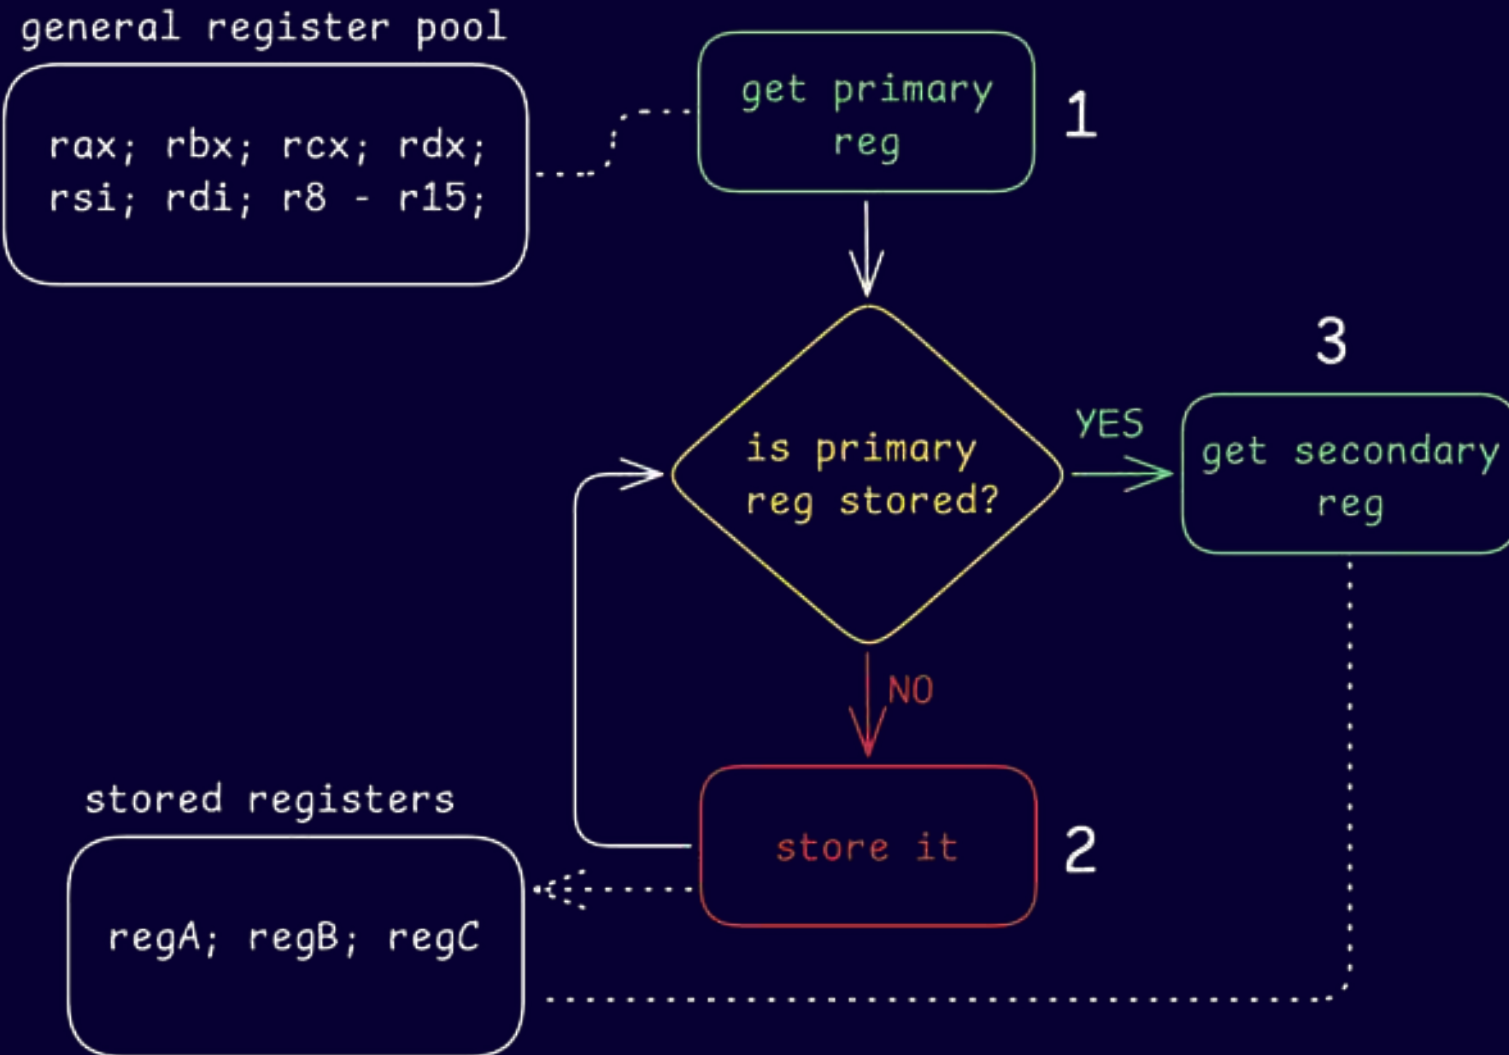 general register pool
rax; rbx; rcx; rdx;
rsi; rdi; r8 - r15;
get primary
reg
1
is primary
reg stored?
YES
3
get secondary
reg
NO
store it
2
stored registers
regA; regB; regC